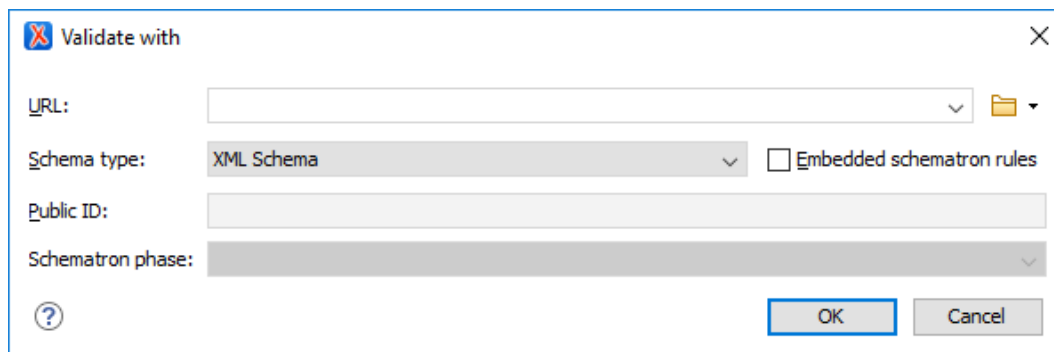 Validate with
URL:
Schema type: XML Schema Embedded schematron rules
Public ID:
Schematron phase:
OK Cancel